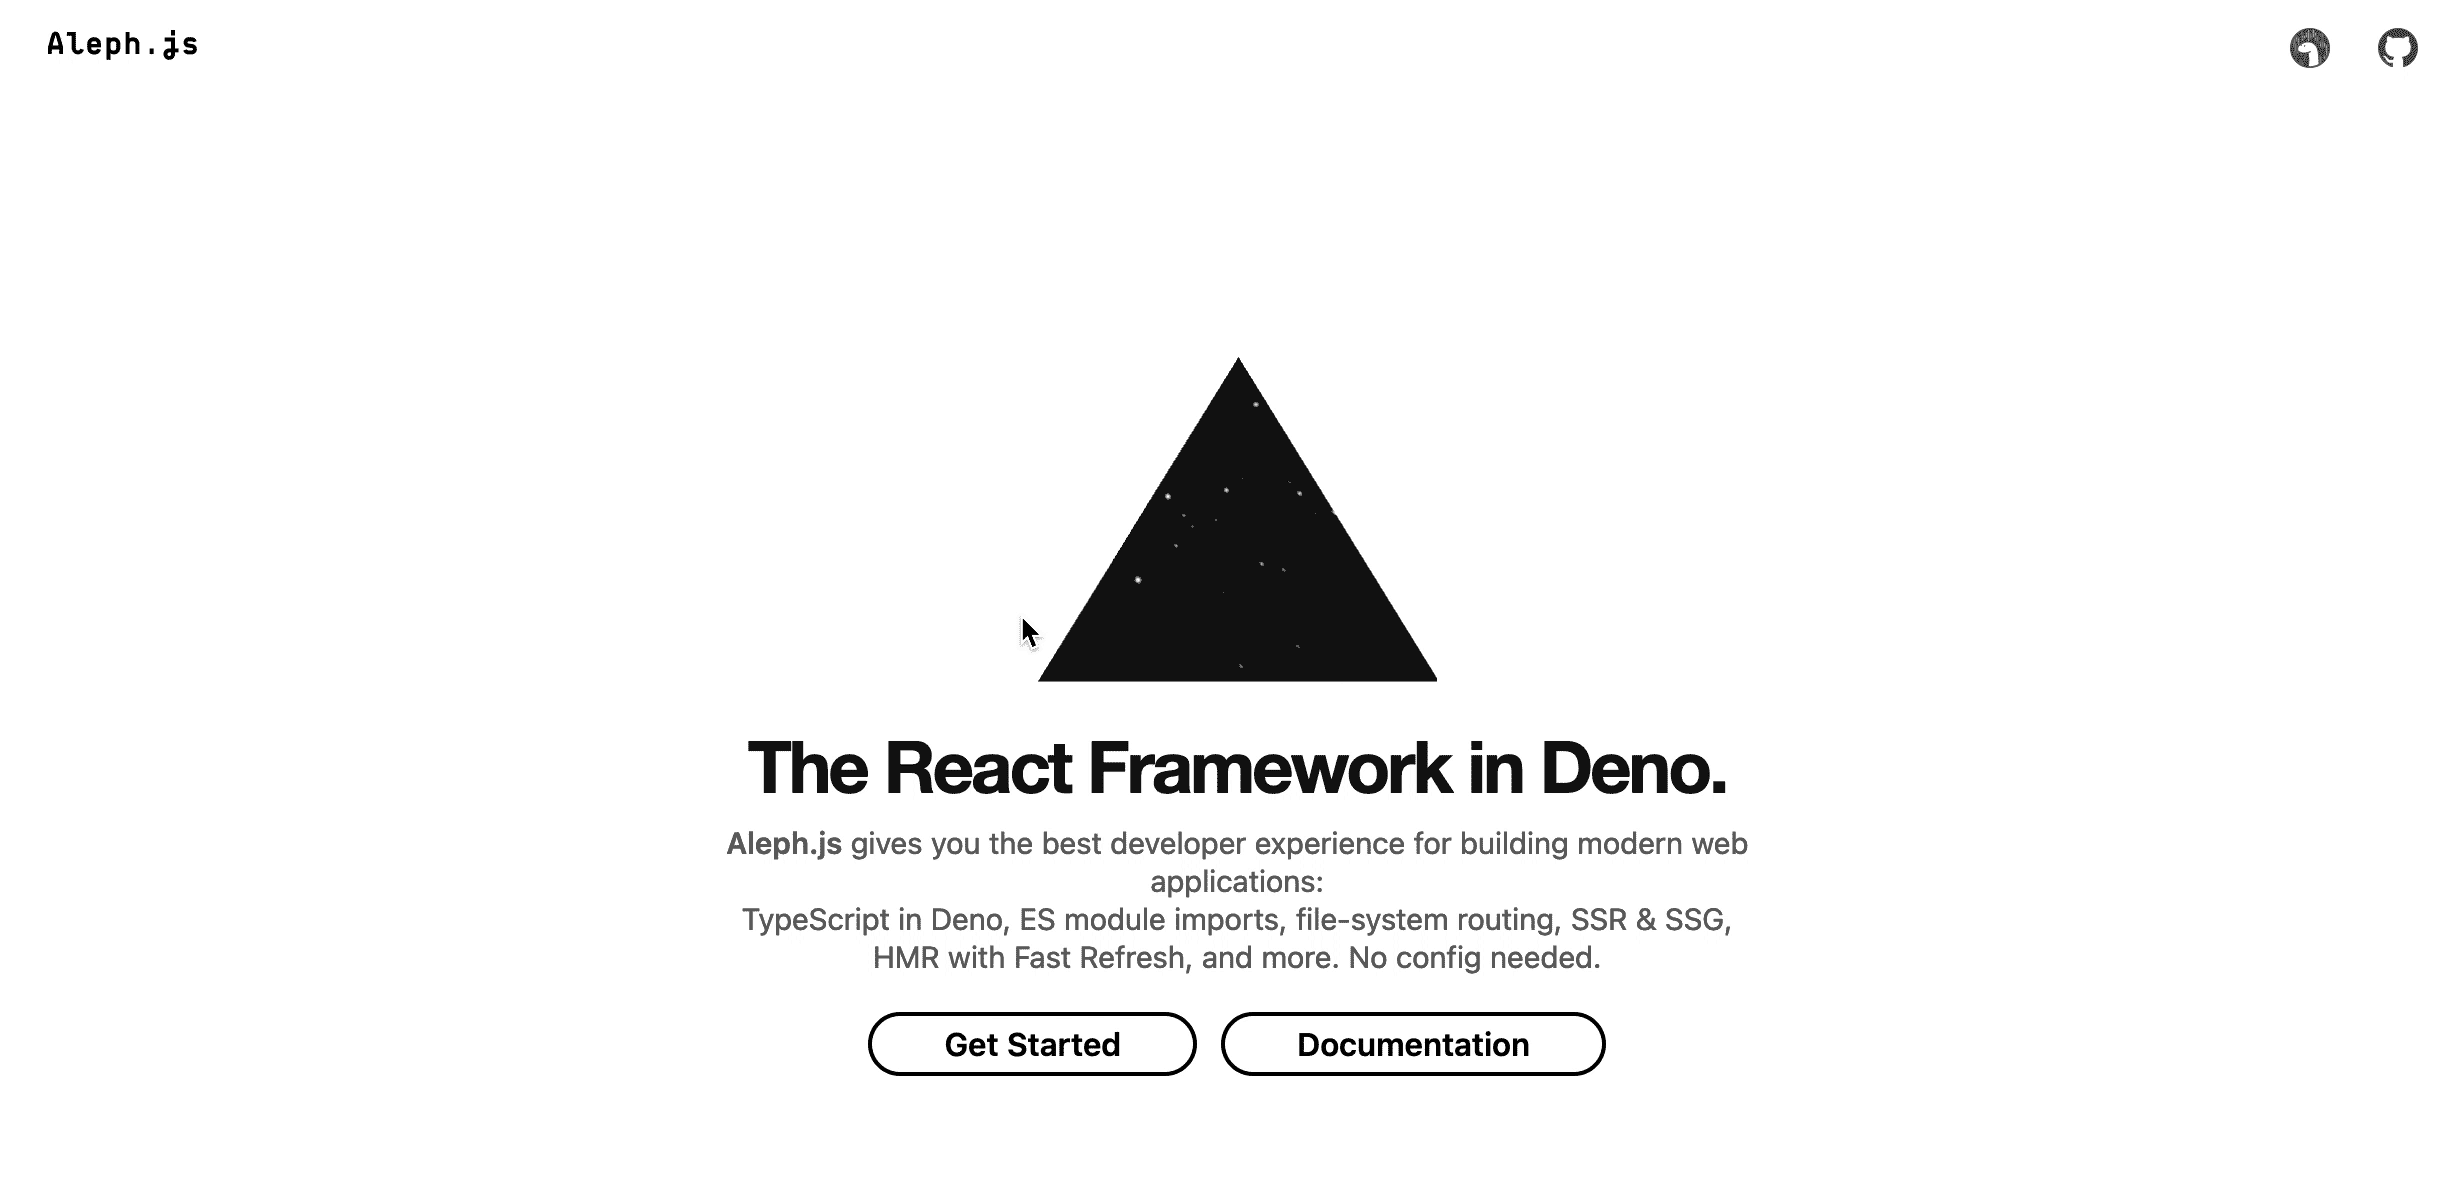 Aleph.js
The React Framework in Deno.
Aleph.js gives you the best developer experience for building modern web
applications:
TypeScript in Deno, ES module imports, file-system routing, SSR & SSG,
HMR with Fast Refresh, and more. No config needed.
Get Started
Documentation